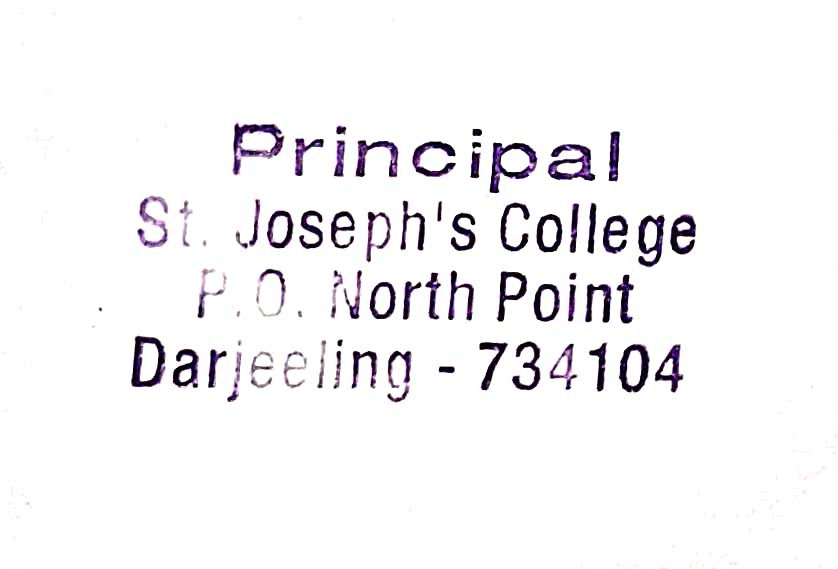 Principal
St. Joseph's College
P.O. North Point
Darjeeling - 734104